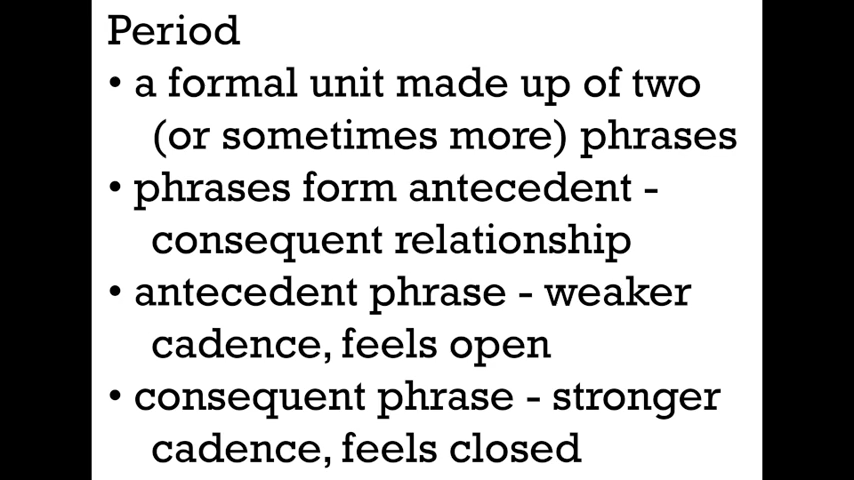 Period
• a formal unit made up of two
(or sometimes more) phrases
• phrases form antecedent -
consequent relationship
• antecedent phrase - weaker
cadence, feels open
• consequent phrase - stronger
cadence, feels closed